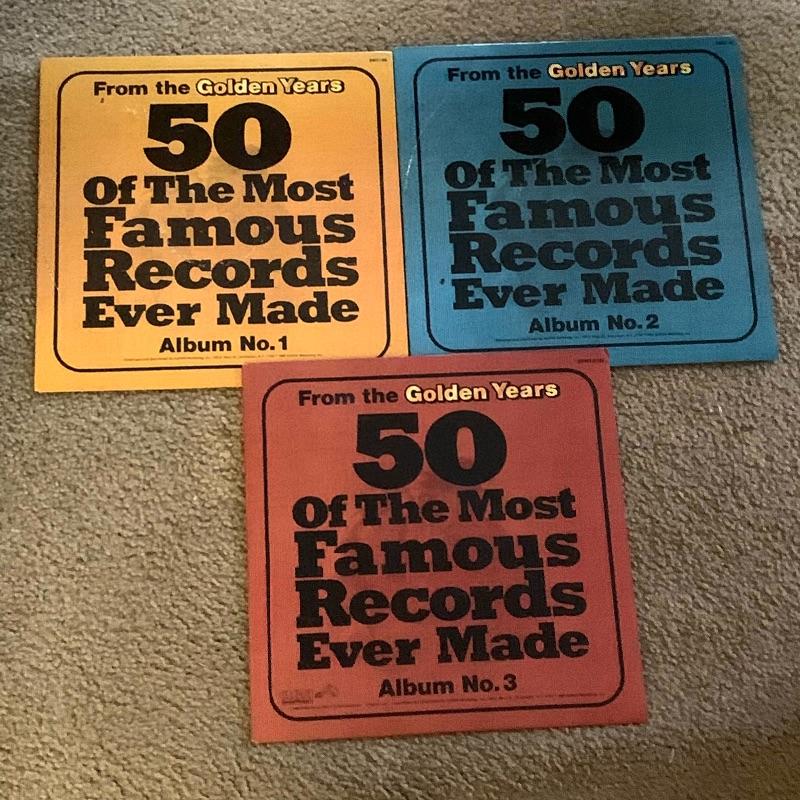 From the Golden Years
50
Of The Most
Famous
Records
Ever Made
Album No.1
From the Golden Years
50
Of The Most
Famous
Records
Ever Made
Album No.2
From the Golden Years
50
Of The Most
Famous
Records
Ever Made
Album No.3